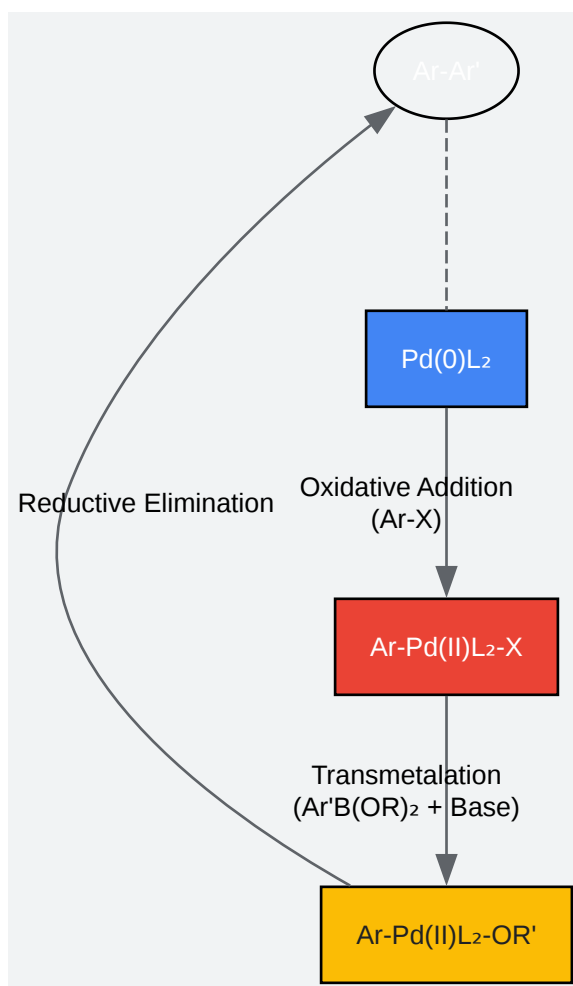 Ar-Ar'
Pd(0)L₂
Reductive Elimination
Oxidative Addition
(Ar-X)
Ar-Pd(II)L₂-X
Transmetalation
(Ar'B(OR)₂ + Base)
Ar-Pd(II)L₂-OR'